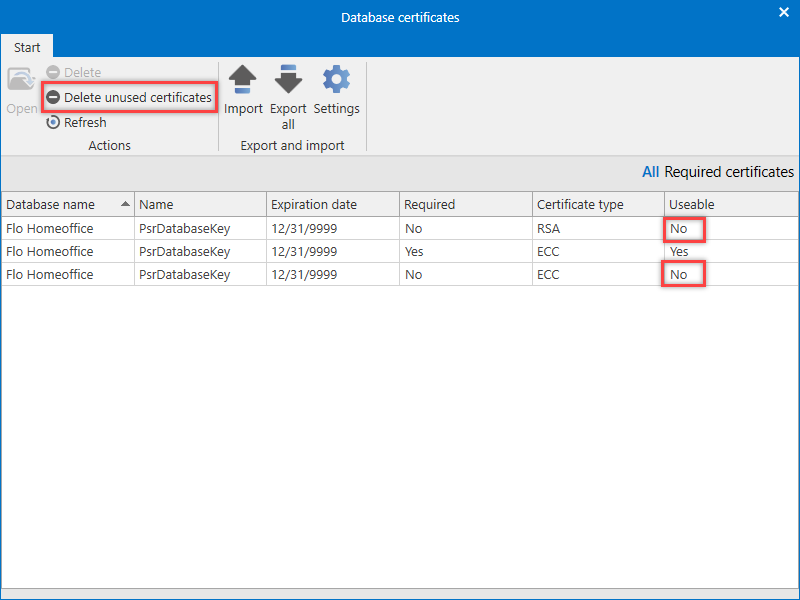 Database certificates
Start
Open
Delete
Delete unused certificates
Refresh
Actions
Import
Export all
Settings
Export and import
All Required certificates
Database name Name Expiration date Required Certificate type Useable
Flo Homeoffice PsrDatabaseKey 12/31/9999 No RSA No
Flo Homeoffice PsrDatabaseKey 12/31/9999 Yes ECC Yes
Flo Homeoffice PsrDatabaseKey 12/31/9999 No ECC No